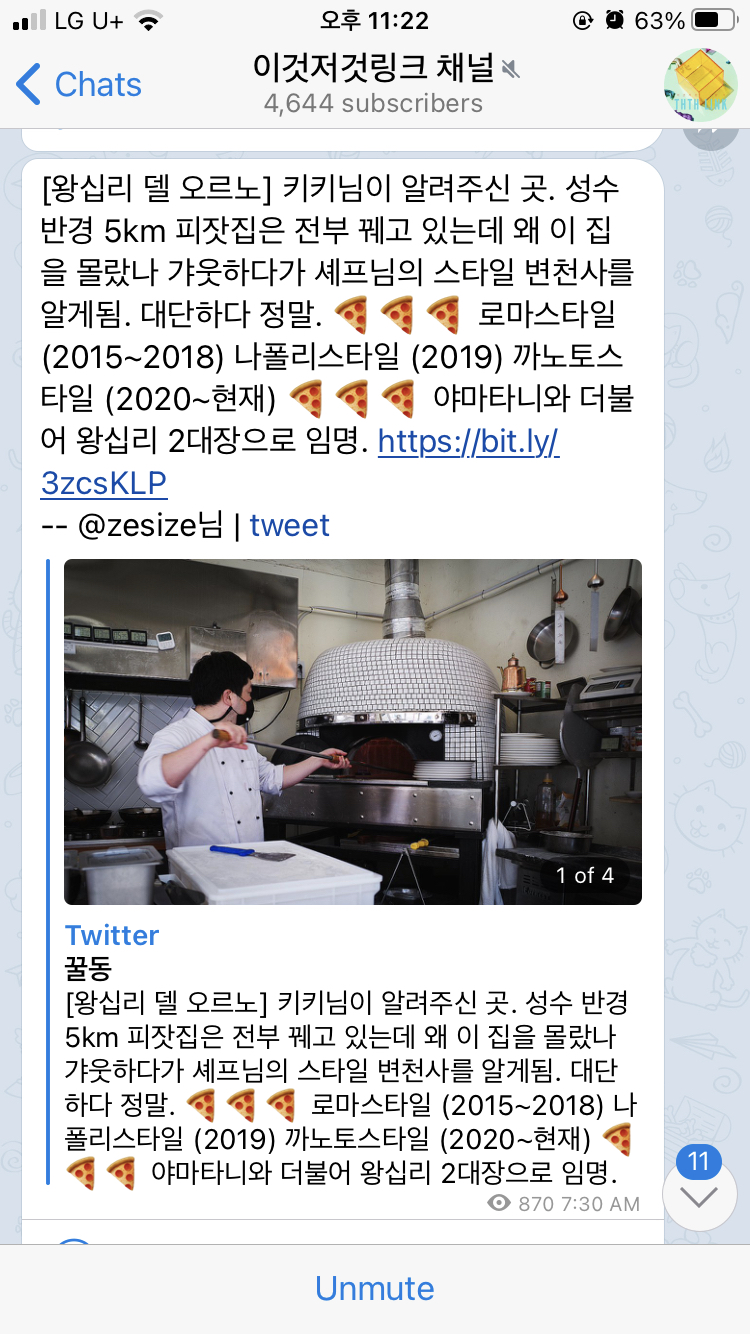 LG U+ 오후 11:22 63%
Chats
이것저것링크 채널
4,644 subscribers
[왕십리 델 오르노] 키키님이 알려주신 곳. 성수
반경 5km 피잣집은 전부 꿰고 있는데 왜 이 집
을 몰랐나 갸웃하다가 셰프님의 스타일 변천사를
알게됨. 대단하다 정말. 🍕🍕🍕 로마스타일
(2015~2018) 나폴리스타일 (2019) 까노토스
타일 (2020~현재) 🍕🍕🍕 야마타니와 더불
어 왕십리 2대장으로 임명. https://bit.ly/
3zcsKLP
-- @zesize님 | tweet
1 of 4
Twitter
꿀동
[왕십리 델 오르노] 키키님이 알려주신 곳. 성수 반경
5km 피잣집은 전부 꿰고 있는데 왜 이 집을 몰랐나
갸웃하다가 셰프님의 스타일 변천사를 알게됨. 대단
하다 정말. 🍕🍕🍕 로마스타일 (2015~2018) 나
폴리스타일 (2019) 까노토스타일 (2020~현재) 🍕
🍕🍕 야마타니와 더불어 왕십리 2대장으로 임명.
870 7:30 AM
11
Unmute